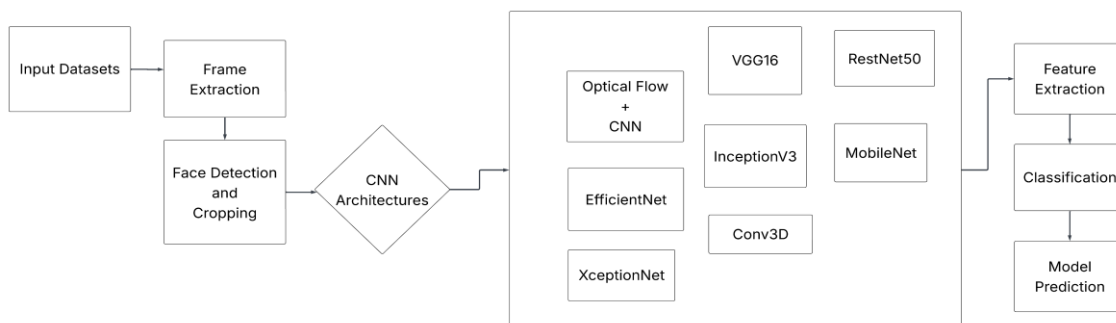 Input Datasets
Frame
Extraction
Face Detection
and
Cropping
CNN
Architectures
Optical Flow
+
CNN
EfficientNet
XceptionNet
VGG16
InceptionV3
Conv3D
RestNet50
MobileNet
Feature
Extraction
Classification
Model
Prediction